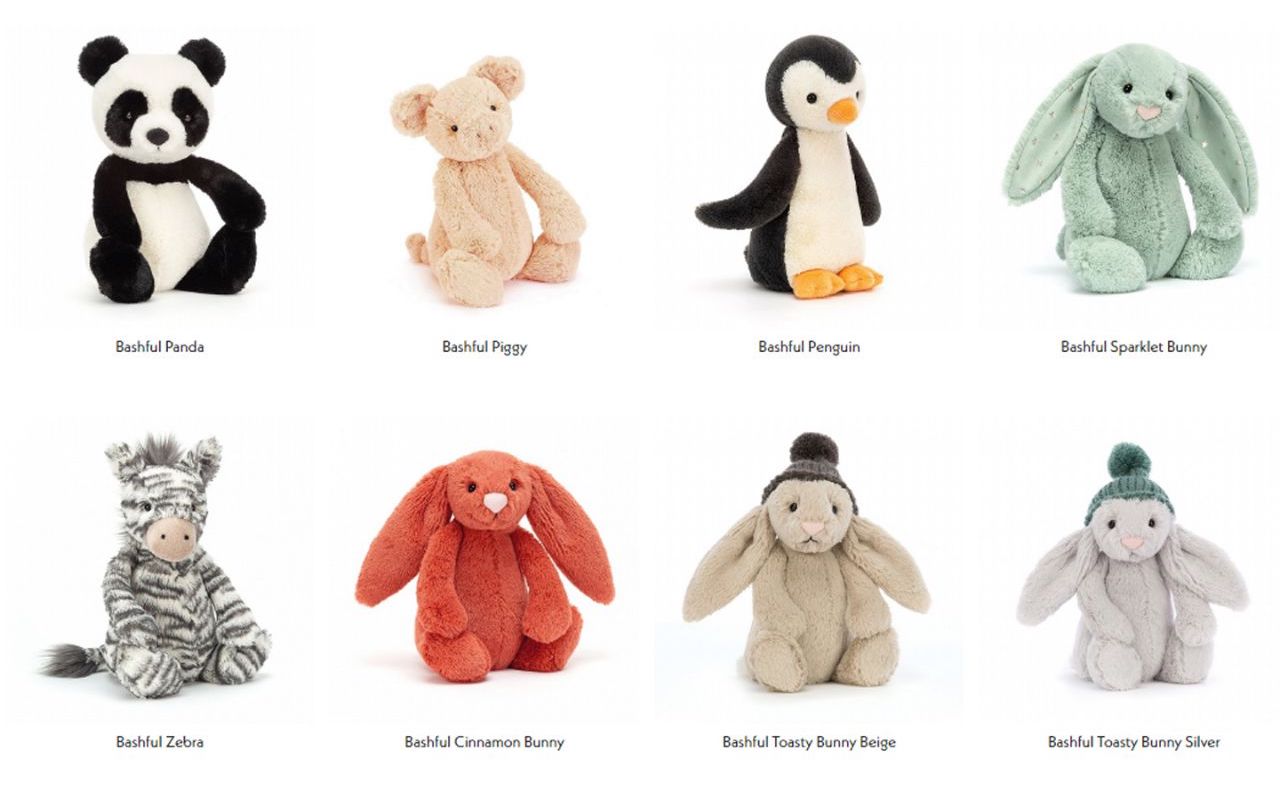 Bashful Panda
Bashful Piggy
Bashful Penguin
Bashful Sparklet Bunny
Bashful Zebra
Bashful Cinnamon Bunny
Bashful Toasty Bunny Beige
Bashful Toasty Bunny Silver